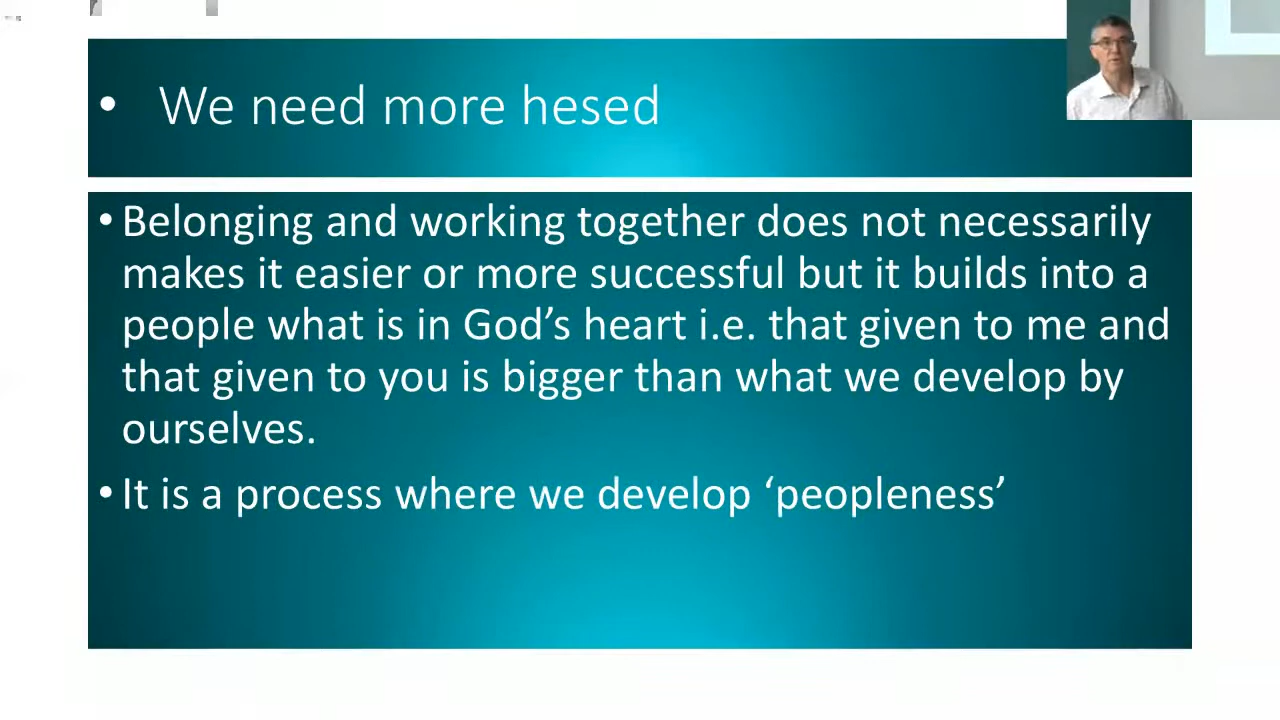 • We need more hesed
• Belonging and working together does not necessarily
makes it easier or more successful but it builds into a
people what is in God’s heart i.e. that given to me and
that given to you is bigger than what we develop by
ourselves.
• It is a process where we develop ‘peopleness’